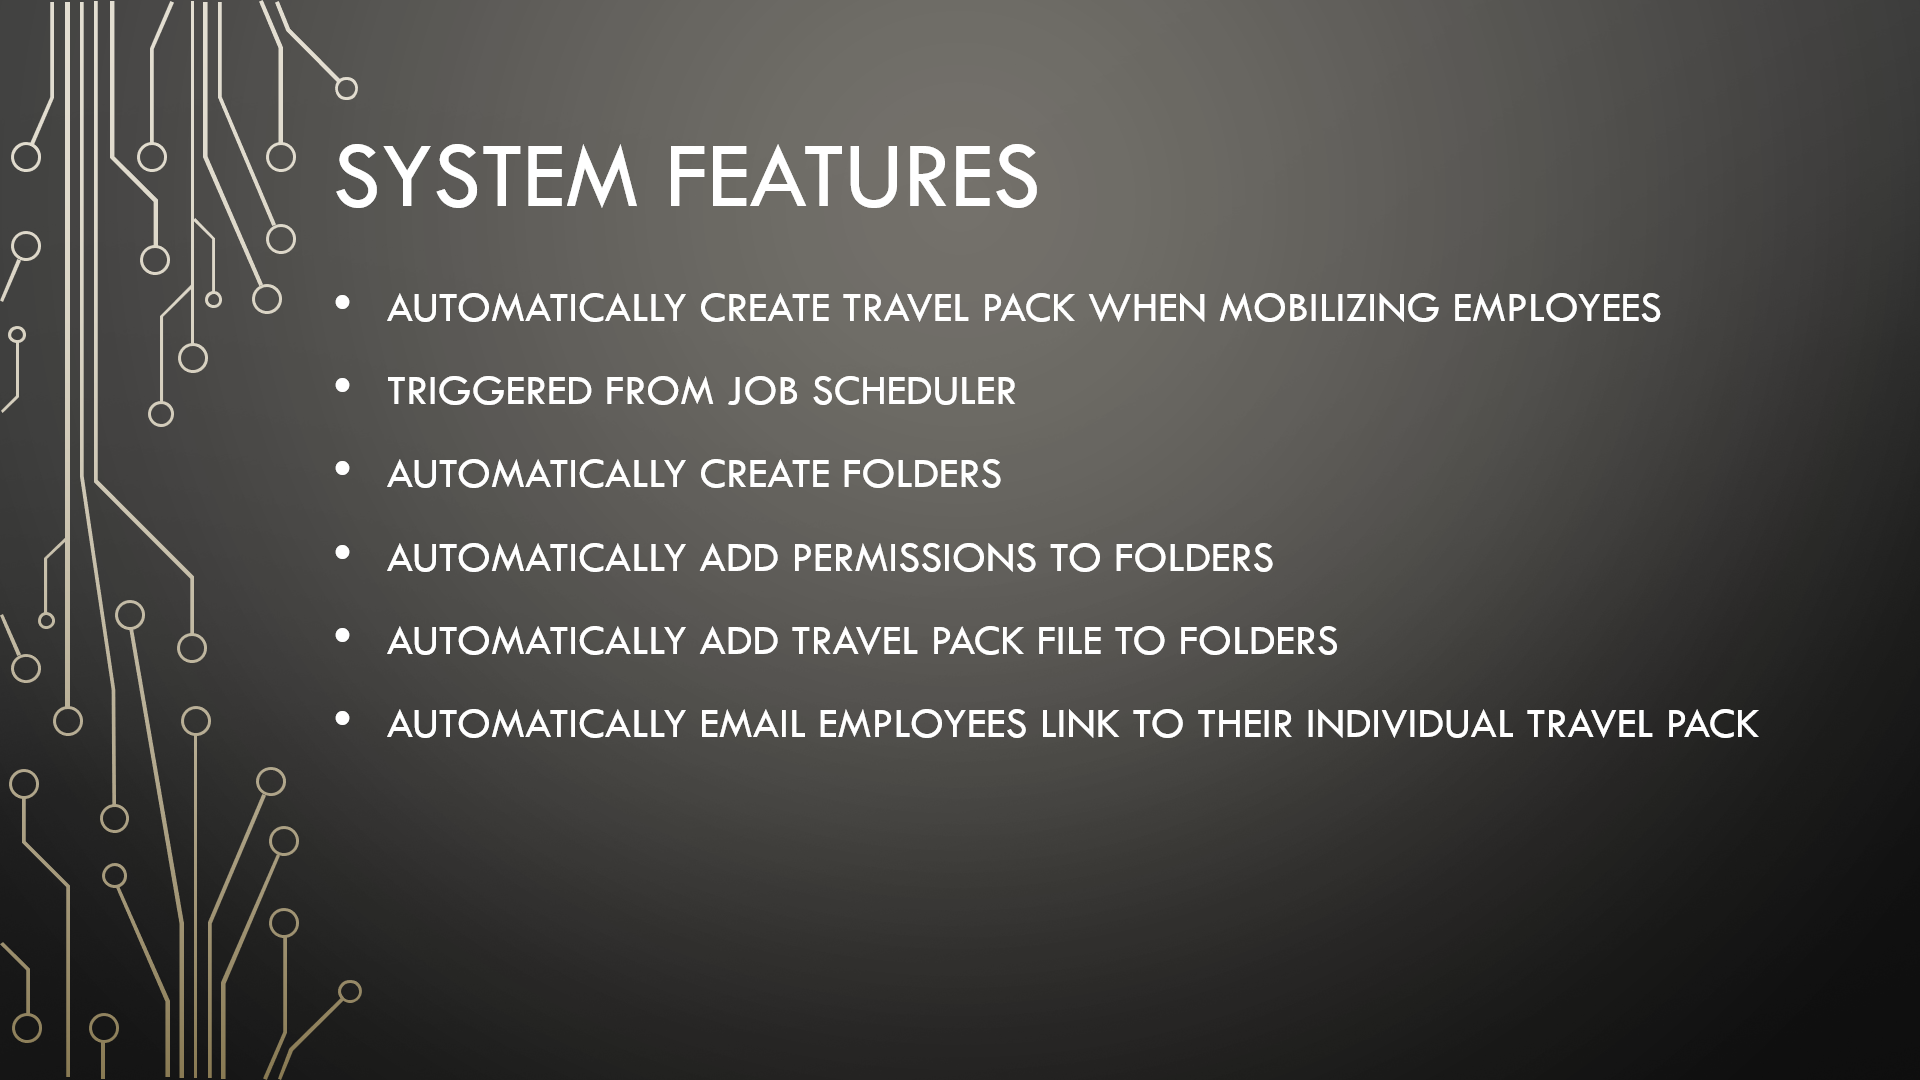 SYSTEM FEATURES
• AUTOMATICALLY CREATE TRAVEL PACK WHEN MOBILIZING EMPLOYEES
• TRIGGERED FROM JOB SCHEDULER
• AUTOMATICALLY CREATE FOLDERS
• AUTOMATICALLY ADD PERMISSIONS TO FOLDERS
• AUTOMATICALLY ADD TRAVEL PACK FILE TO FOLDERS
• AUTOMATICALLY EMAIL EMPLOYEES LINK TO THEIR INDIVIDUAL TRAVEL PACK